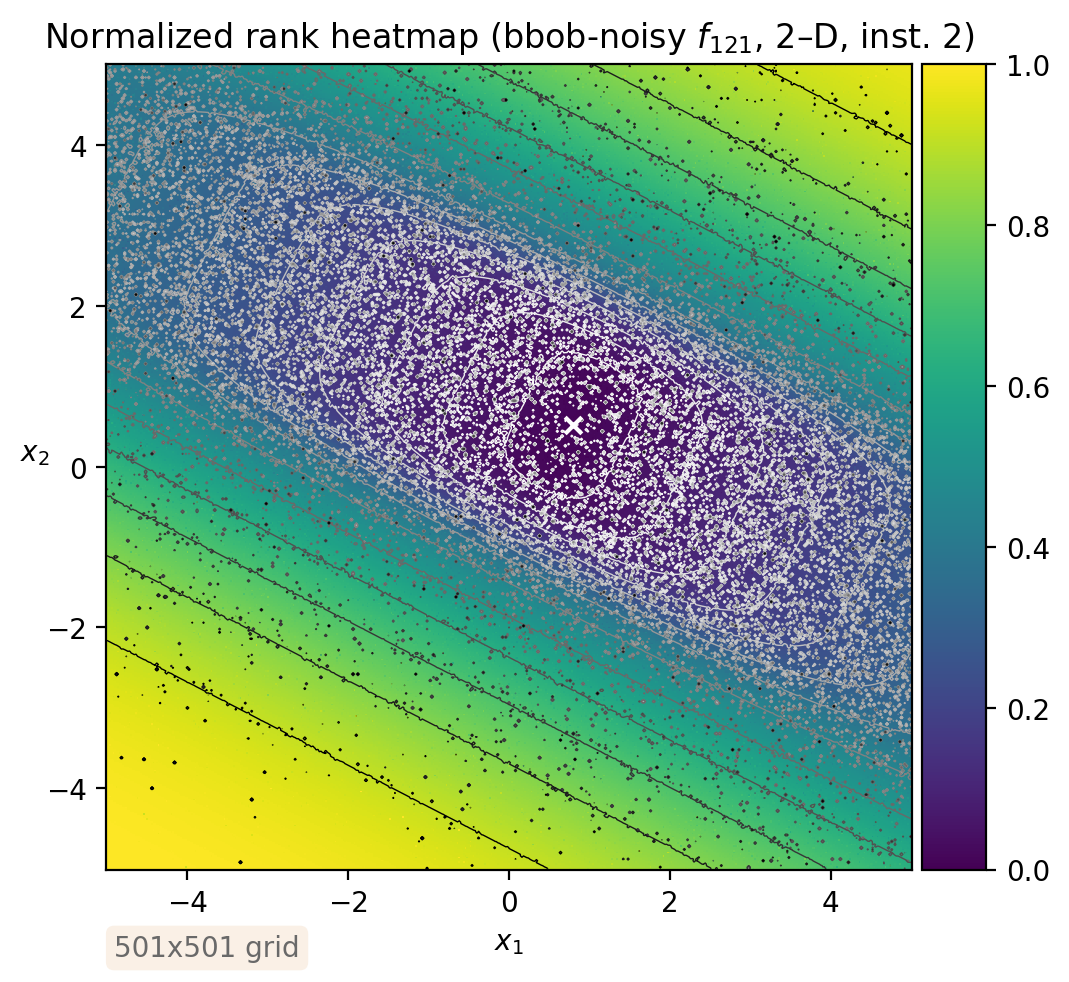 Normalized rank heatmap (bbob-noisy f₁₂₁, 2–D, inst. 2)
1.0
0.8
0.6
0.4
0.2
0.0
4
2
0
−2
−4
x₂
−4 −2 0 2 4
x₁
501x501 grid